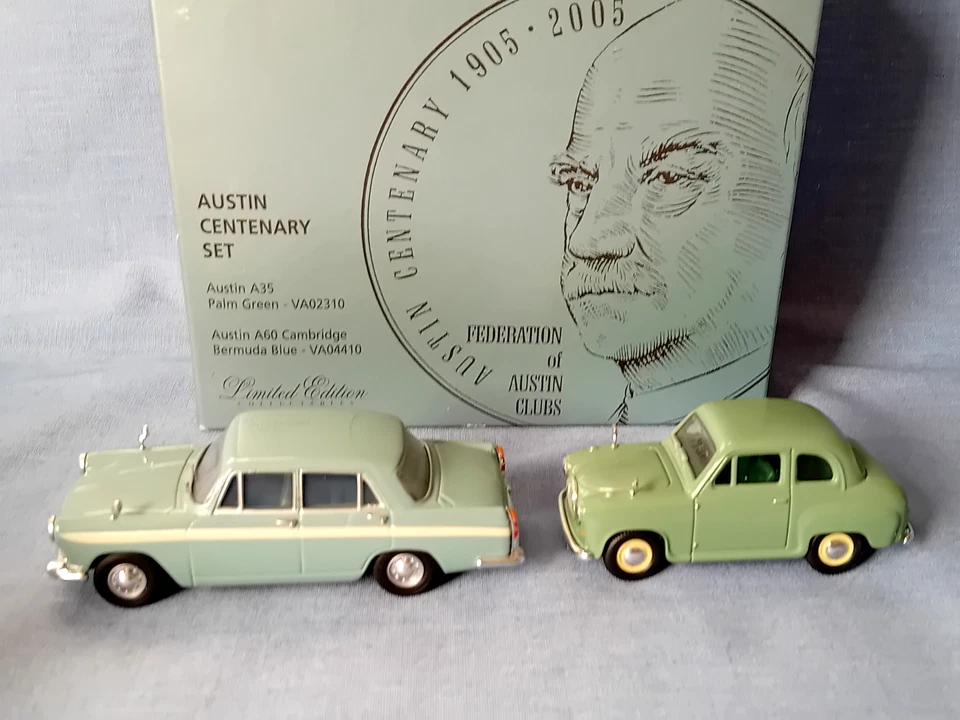 AUSTIN CENTENARY 1905 · 2005
AUSTIN
CENTENARY
SET
Austin A35
Palm Green - VA02310
Austin A60 Cambridge
Bermuda Blue - VA04410
Limited Edition
COLLECTABLES
FEDERATION
of
AUSTIN
CLUBS